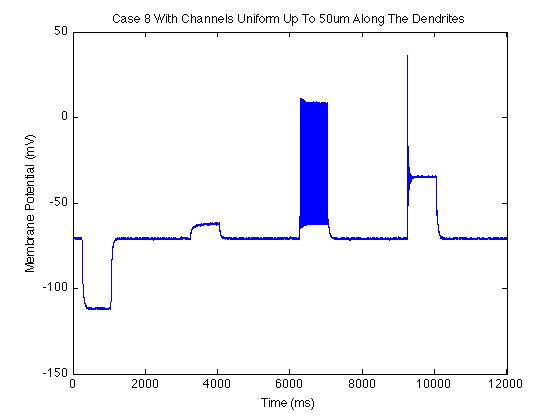 Case 8 With Channels Uniform Up To 50um Along The Dendrites
50
0
-50
-100
-150
Membrane Potential (mV)
0 2000 4000 6000 8000 10000 12000
Time (ms)